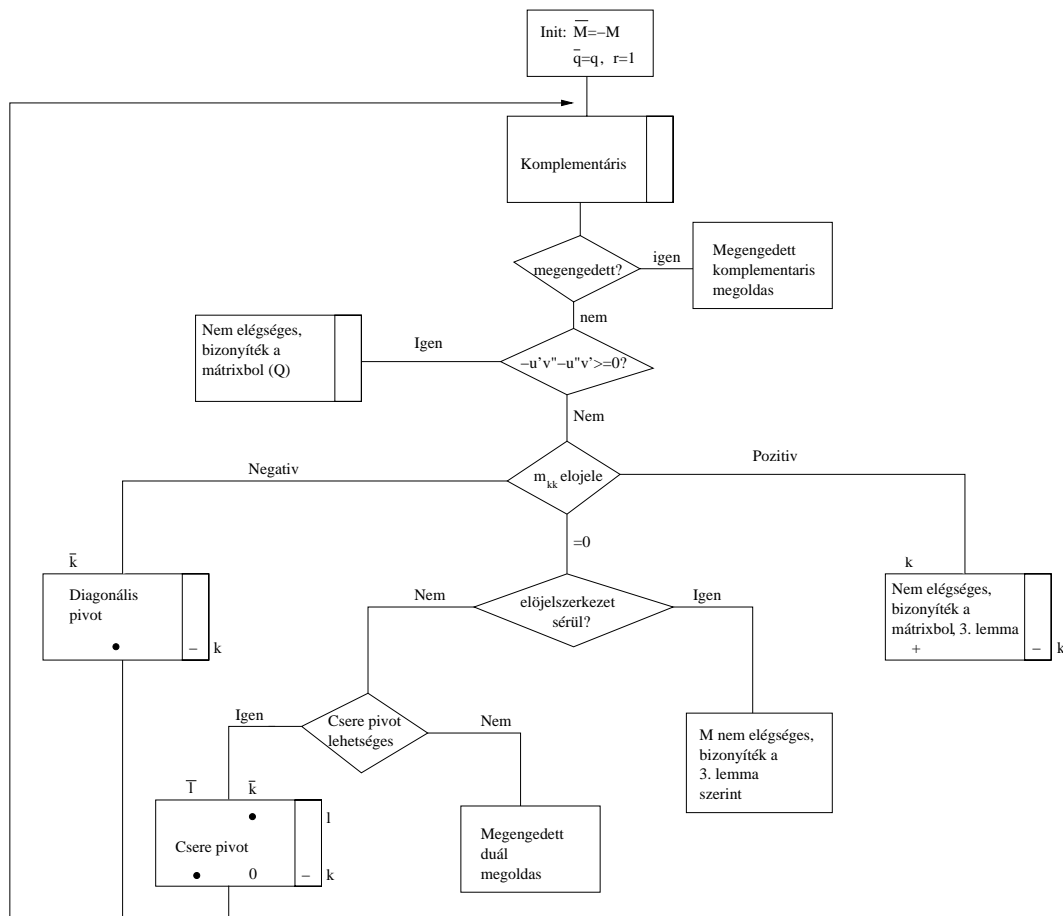 Init: M̅=−M
q̅=q, r=1
Komplementáris
megengedett?
igen
Megengedett
komplementaris
megoldas
nem
Nem elégséges,
bizonyíték a
mátrixbol (Q)
Igen
−u'v''−u''v'>=0?
Nem
Negativ
m_kk elojele
Pozitiv
=0
k̅
Diagonális
pivot
− k
Nem
elöjelszerkezet
sérül?
Igen
k
Nem elégséges,
bizonyíték a
mátrixbol, 3. lemma
+ − k
Igen
Csere pivot
lehetséges
Nem
M nem elégséges,
bizonyíték a
3. lemma
szerint
l̅ k̅
l
Csere pivot
0 − k
Megengedett
duál
megoldas